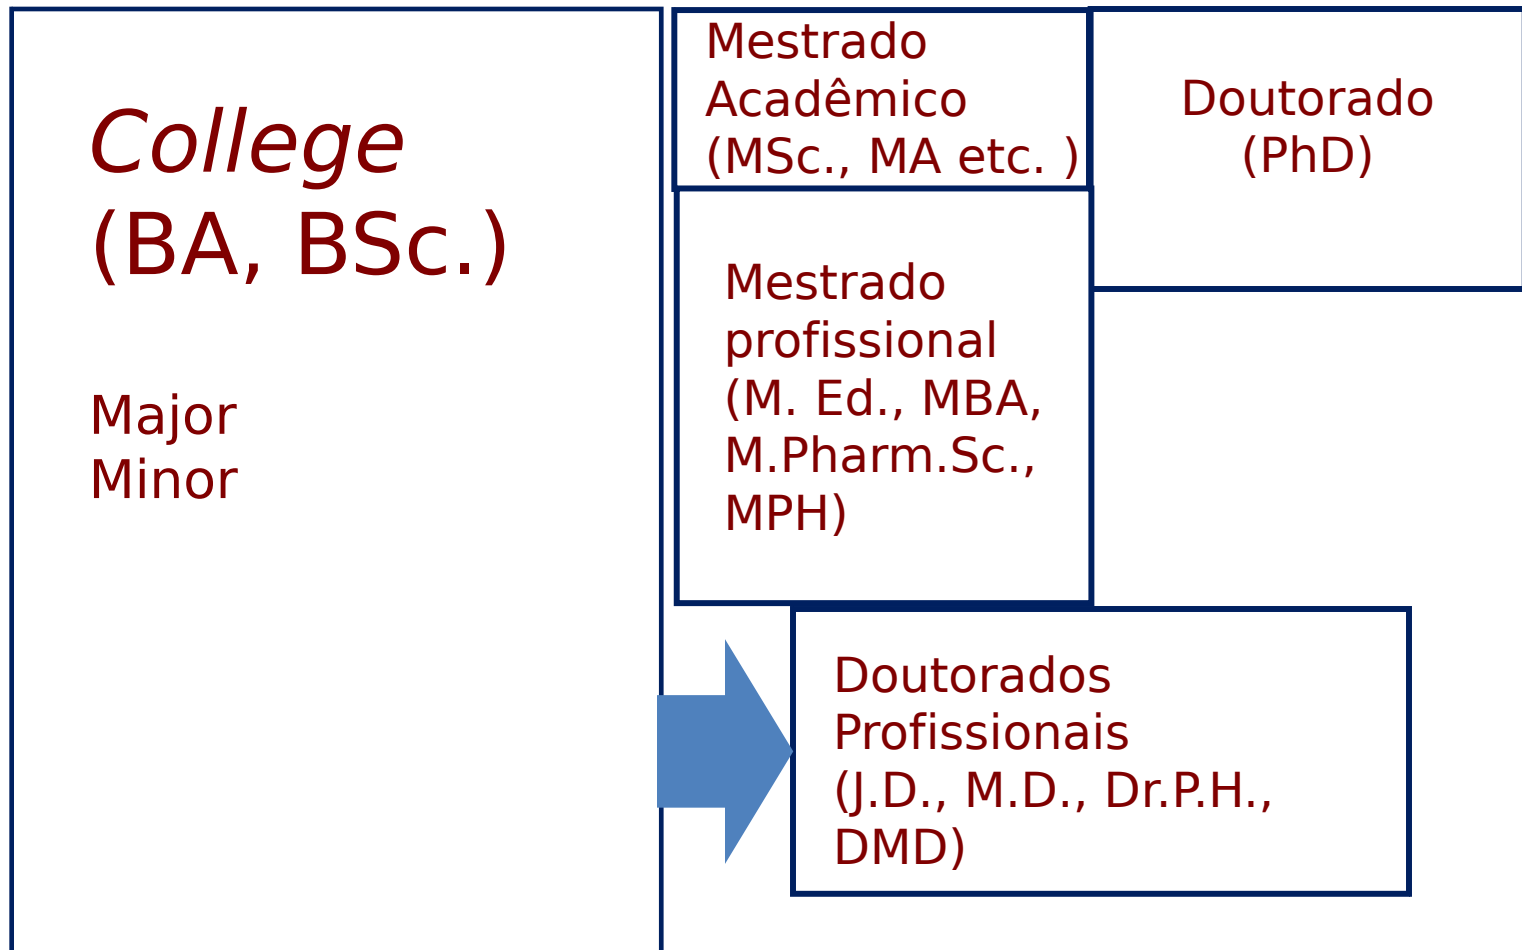 College
(BA, BSc.)
Major
Minor
Mestrado
Acadêmico
(MSc., MA etc. )
Doutorado
(PhD)
Mestrado
profissional
(M. Ed., MBA,
M.Pharm.Sc.,
MPH)
Doutorados
Profissionais
(J.D., M.D., Dr.P.H.,
DMD)